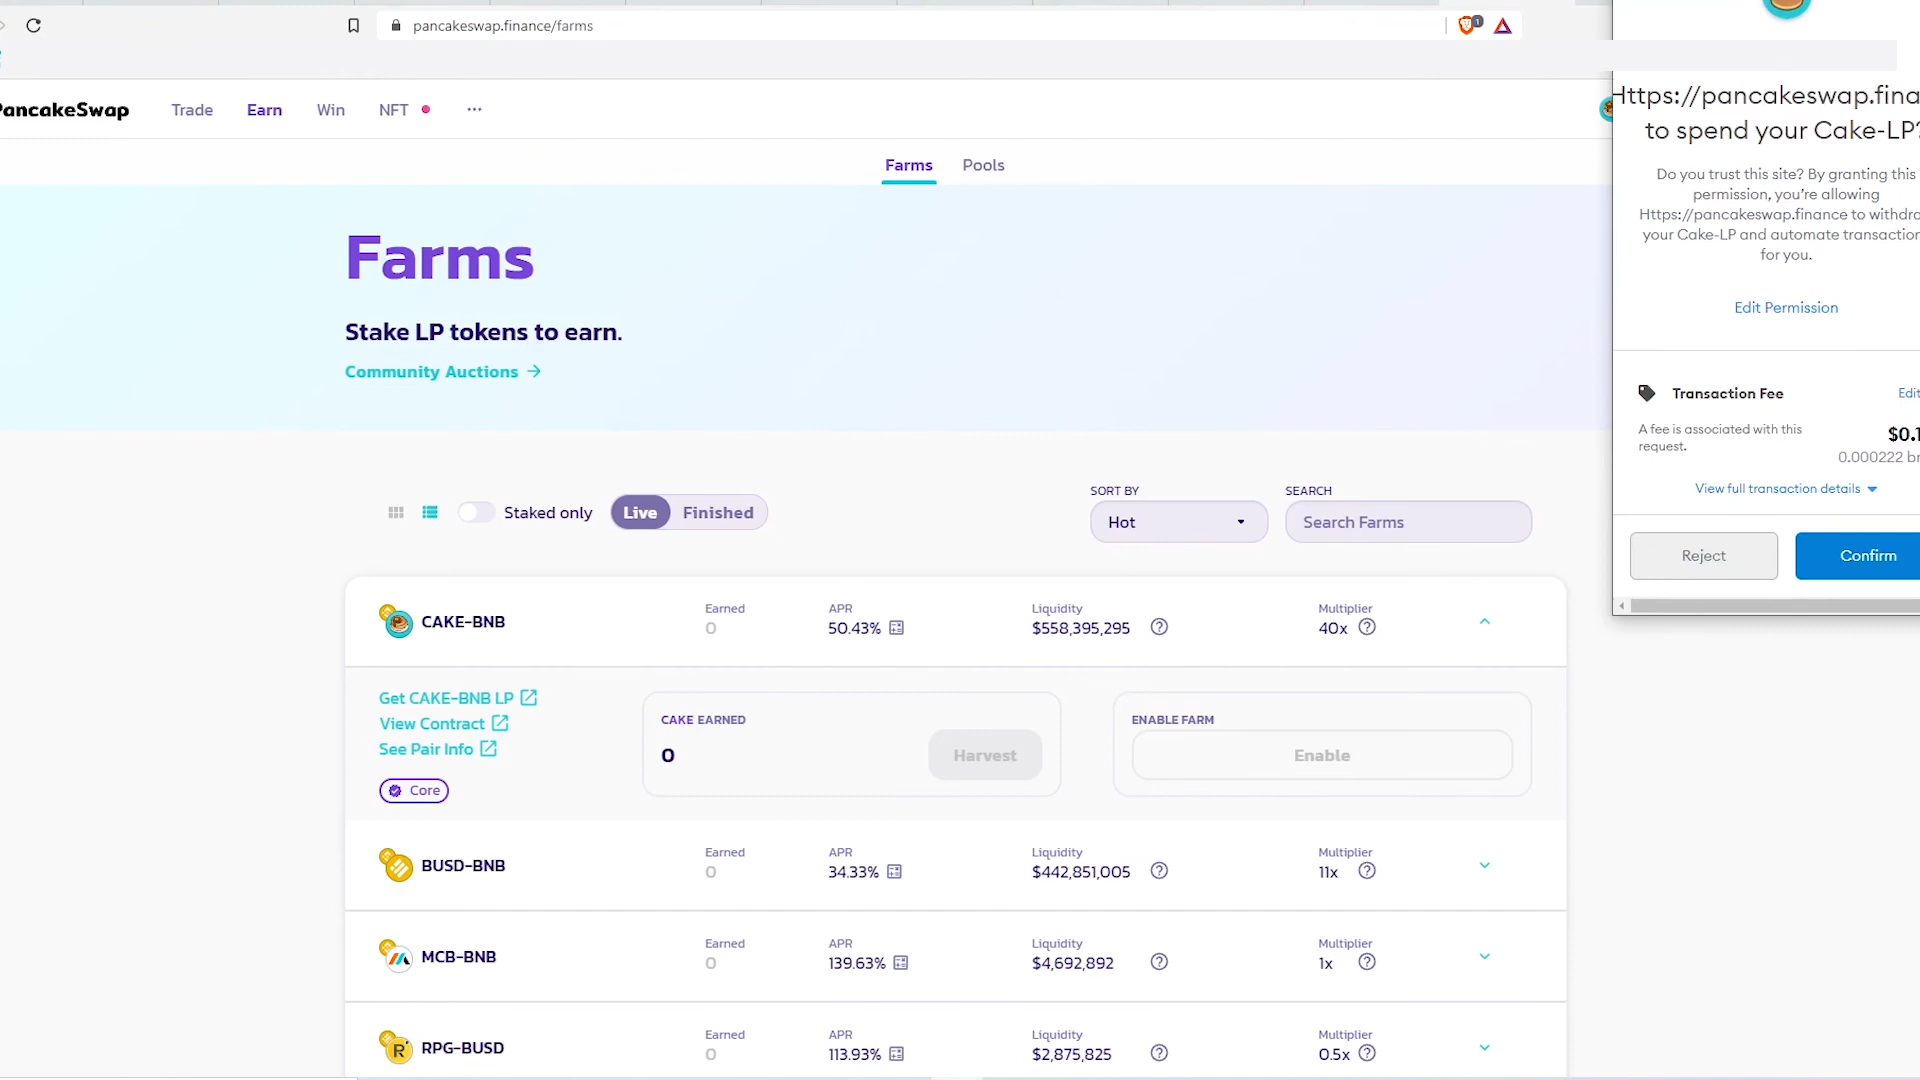 pancakeswap.finance/farms
1
PancakeSwap
Trade
Earn
Win
NFT
Farms
Pools
Farms
Stake LP tokens to earn.
Community Auctions
Staked only
Live
Finished
SORT BY
Hot
SEARCH
Search Farms
CAKE-BNB
Earned
0
APR
50.43%
Liquidity
$558,395,295
Multiplier
40x
Get CAKE-BNB LP
View Contract
See Pair Info
Core
CAKE EARNED
0
Harvest
ENABLE FARM
Enable
BUSD-BNB
Earned
0
APR
34.33%
Liquidity
$442,851,005
Multiplier
11x
MCB-BNB
Earned
0
APR
139.63%
Liquidity
$4,692,892
Multiplier
1x
RPG-BUSD
Earned
0
APR
113.93%
Liquidity
$2,875,825
Multiplier
0.5x
Https://pancakeswap.fina
to spend your Cake-LP?
Do you trust this site? By granting this
permission, you're allowing
Https://pancakeswap.finance to withdra
your Cake-LP and automate transaction
for you.
Edit Permission
Transaction Fee
Edit
A fee is associated with this
request.
$0.1
0.000222 b
View full transaction details
Reject
Confirm